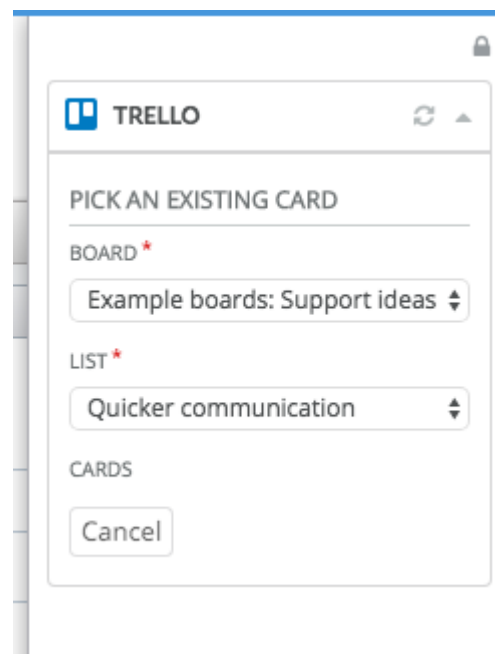 TRELLO
PICK AN EXISTING CARD
BOARD *
Example boards: Support ideas
LIST *
Quicker communication
CARDS
Cancel